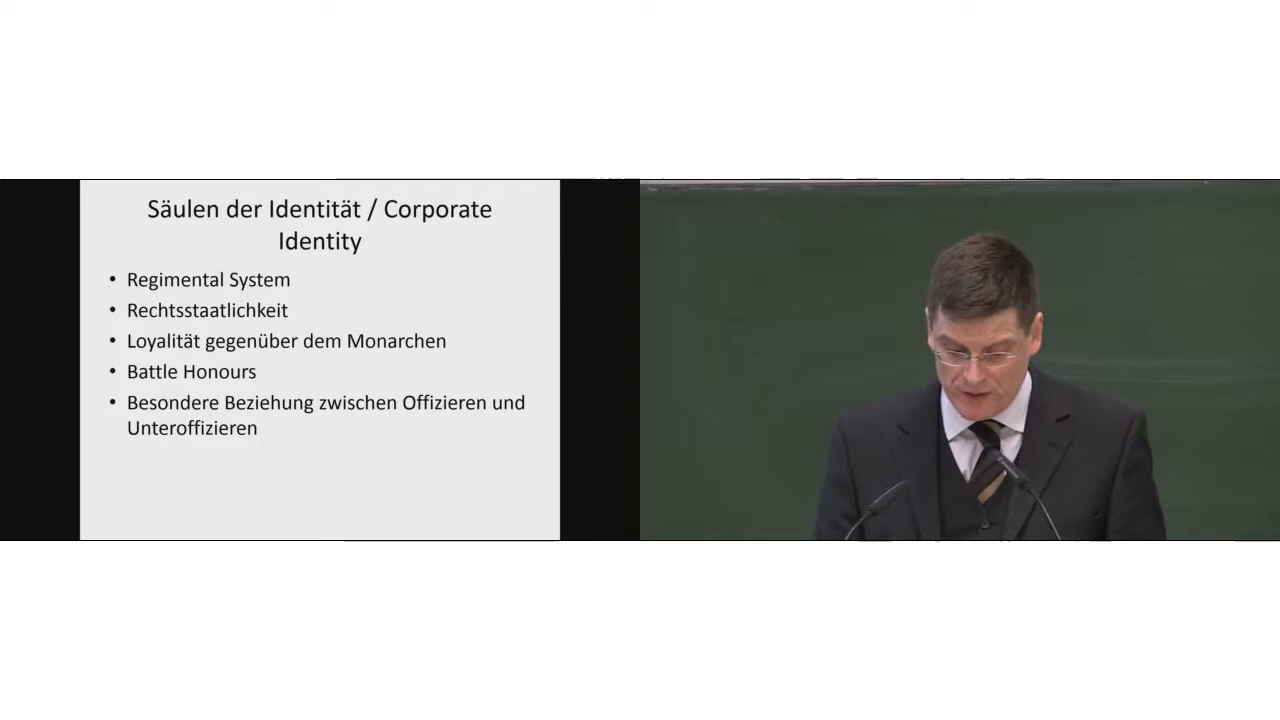 Säulen der Identität / Corporate
Identity
• Regimental System
• Rechtsstaatlichkeit
• Loyalität gegenüber dem Monarchen
• Battle Honours
• Besondere Beziehung zwischen Offizieren und
Unteroffizieren